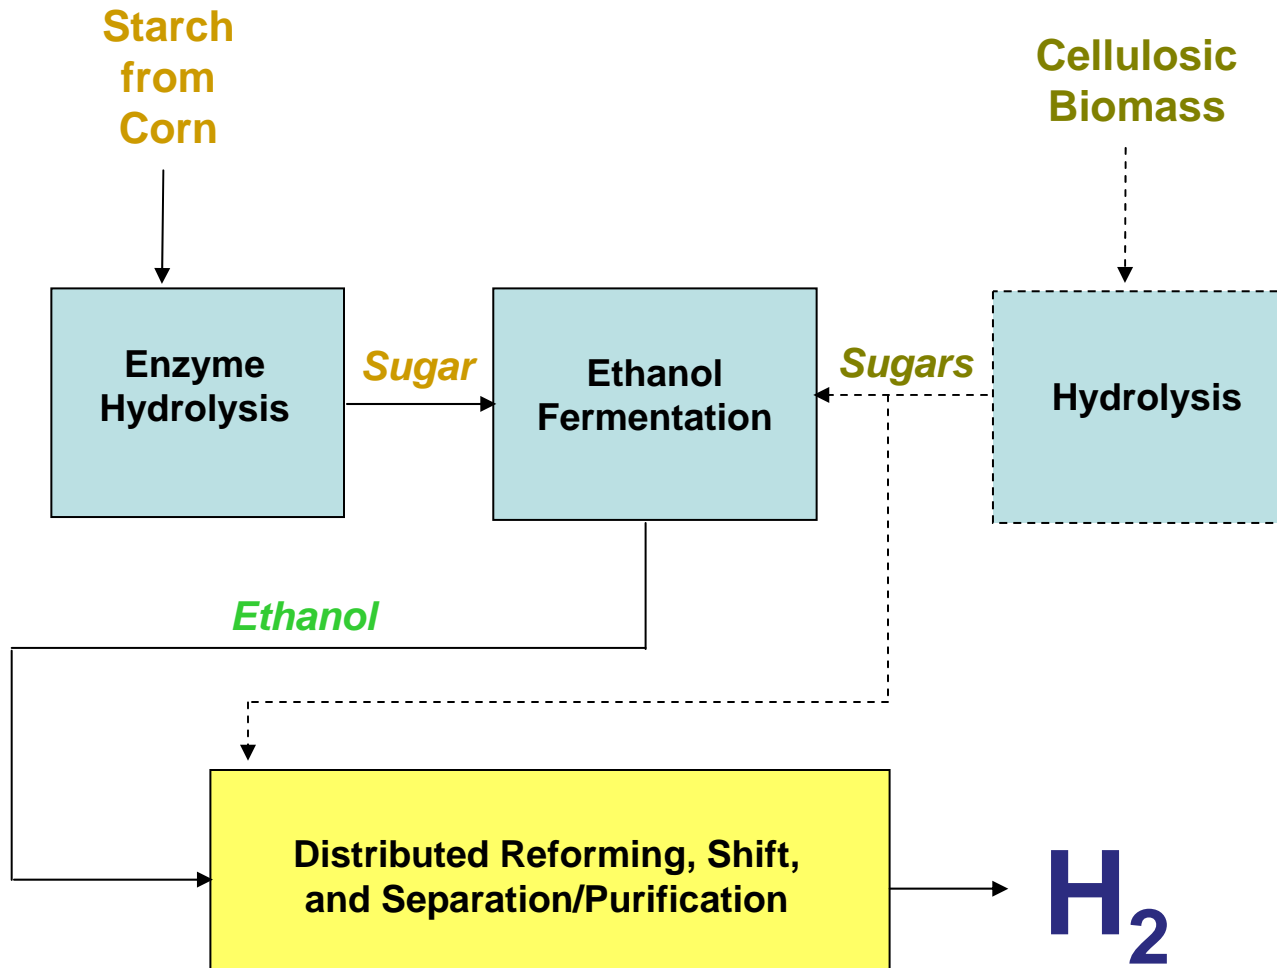 Starch
from
Corn
Cellulosic
Biomass
Enzyme
Hydrolysis
Sugar
Ethanol
Fermentation
Sugars
Hydrolysis
Ethanol
Distributed Reforming, Shift,
and Separation/Purification
H2